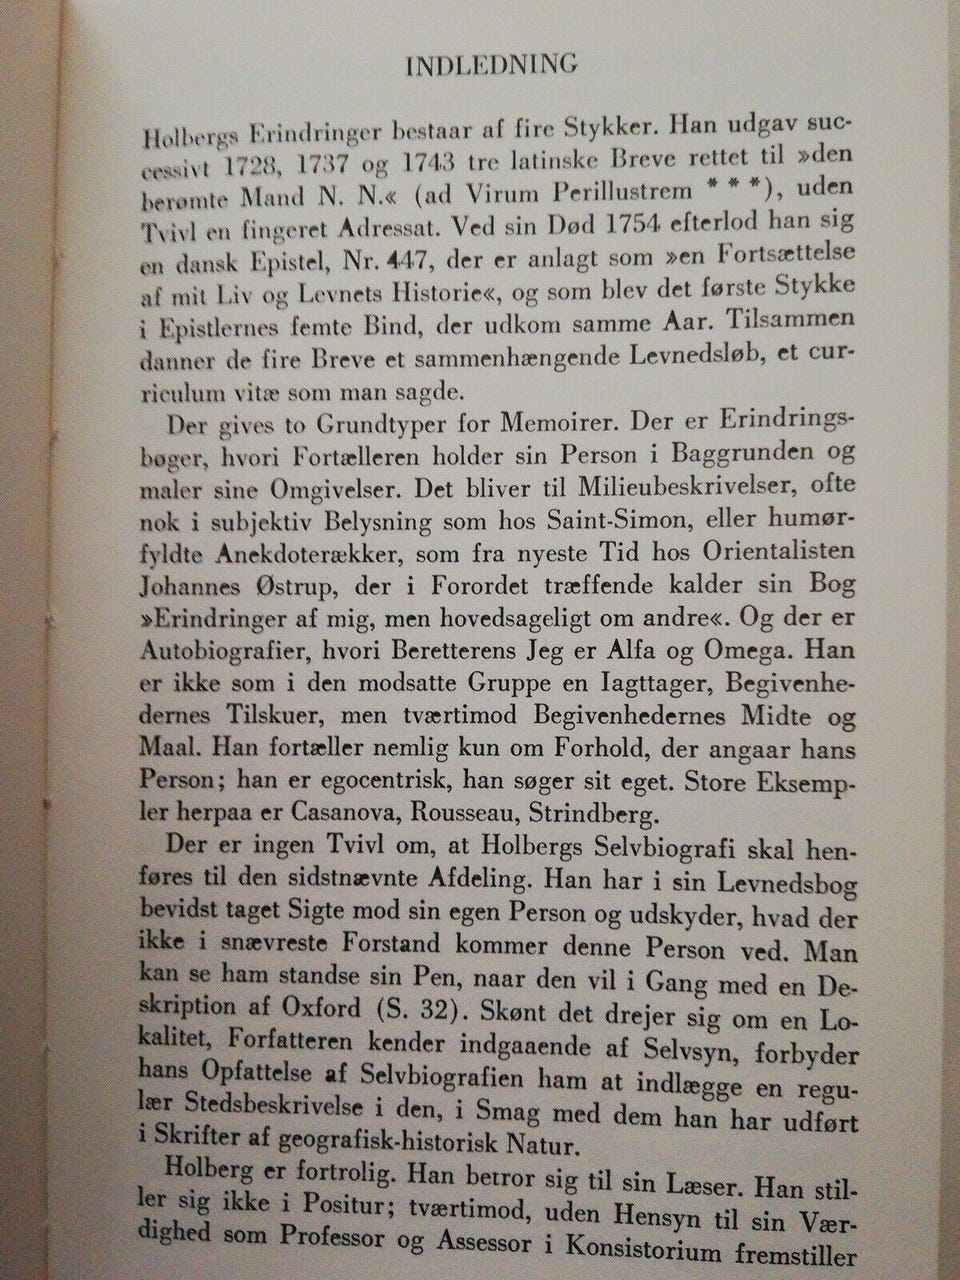 INDLEDNING
Holbergs Erindringer bestaar af fire Stykker. Han udgav suc-
cessivt 1728, 1737 og 1743 tre latinske Breve rettet til »den
berømte Mand N. N.« (ad Virum Perillustrem * * *), uden
Tvivl en fingeret Adressat. Ved sin Død 1754 efterlod han sig
en dansk Epistel, Nr. 447, der er anlagt som »en Fortsættelse
af mit Liv og Levnets Historie«, og som blev det første Stykke
i Epistlernes femte Bind, der udkom samme Aar. Tilsammen
danner de fire Breve et sammenhængende Levnedsløb, et cur-
riculum vitæ som man sagde.
Der gives to Grundtyper for Memoirer. Der er Erindrings-
bøger, hvori Fortælleren holder sin Person i Baggrunden og
maler sine Omgivelser. Det bliver til Milieubeskrivelser, ofte
nok i subjektiv Belysning som hos Saint-Simon, eller humør-
fyldte Anekdoterækker, som fra nyeste Tid hos Orientalisten
Johannes Østrup, der i Forordet træffende kalder sin Bog
»Erindringer af mig, men hovedsageligt om andre«. Og der er
Autobiografier, hvori Beretterens Jeg er Alfa og Omega. Han
er ikke som i den modsatte Gruppe en Iagttager, Begivenhe-
dernes Tilskuer, men tværtimod Begivenhedernes Midte og
Maal. Han fortæller nemlig kun om Forhold, der angaar hans
Person; han er egocentrisk, han søger sit eget. Store Eksemp-
ler herpaa er Casanova, Rousseau, Strindberg.
Der er ingen Tvivl om, at Holbergs Selvbiografi skal hen-
føres til den sidstnævnte Afdeling. Han har i sin Levnedsbog
bevidst taget Sigte mod sin egen Person og udskyder, hvad der
ikke i snævreste Forstand kommer denne Person ved. Man
kan se ham standse sin Pen, naar den vil i Gang med en De-
skription af Oxford (S. 32). Skønt det drejer sig om en Lo-
kalitet, Forfatteren kender indgaaende af Selvsyn, forbyder
hans Opfattelse af Selvbiografien ham at indlægge en regu-
lær Stedsbeskrivelse i den, i Smag med dem han har udført
i Skrifter af geografisk-historisk Natur.
Holberg er fortrolig. Han betror sig til sin Læser. Han stil-
ler sig ikke i Positur; tværtimod, uden Hensyn til sin Vær-
dighed som Professor og Assessor i Konsistorium fremstiller